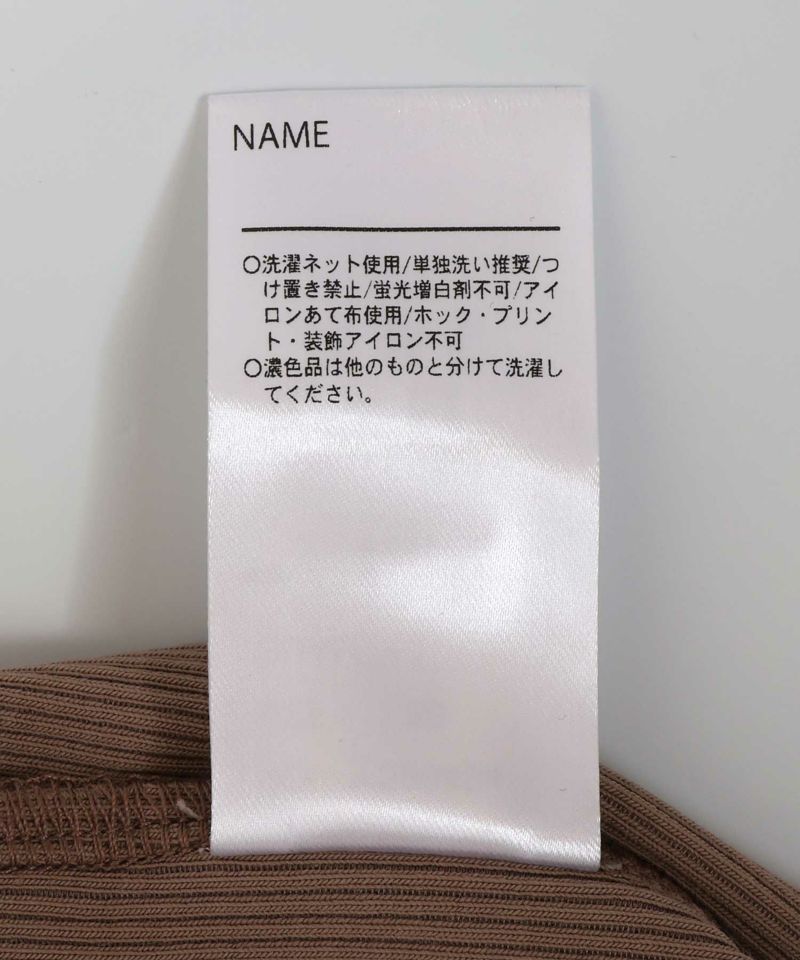 NAME
○洗濯ネット使用/単独洗い推奨/つ
け置き禁止/蛍光増白剤不可/アイ
ロンあて布使用/ホック・プリン
ト・装飾アイロン不可
○濃色品は他のものと分けて洗濯し
てください。